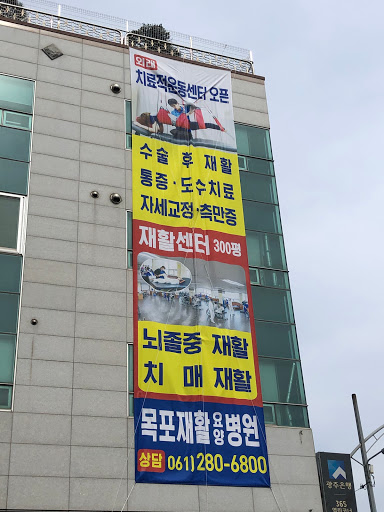 외래
치료적운동센터 오픈
수술 후 재활
통증·도수치료
자세교정·측만증
재활센터 300평
뇌졸중 재활
치매 재활
목포재활요양병원
상담 061) 280-6800
광주은행
365